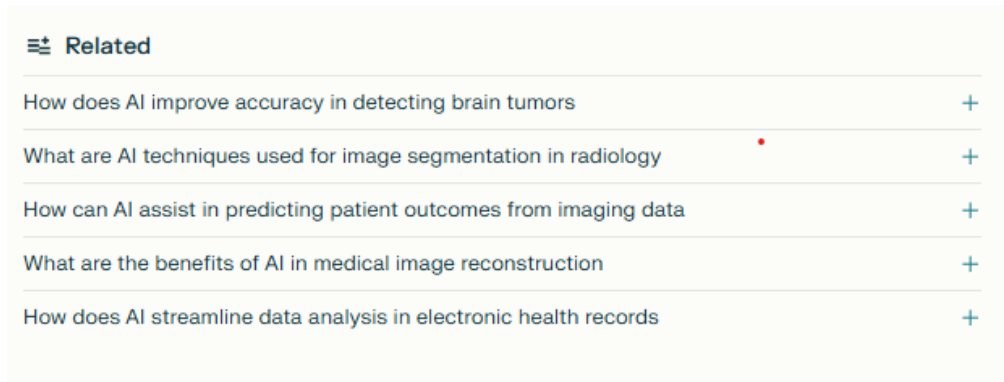 Related
How does AI improve accuracy in detecting brain tumors
What are AI techniques used for image segmentation in radiology
How can AI assist in predicting patient outcomes from imaging data
What are the benefits of AI in medical image reconstruction
How does AI streamline data analysis in electronic health records